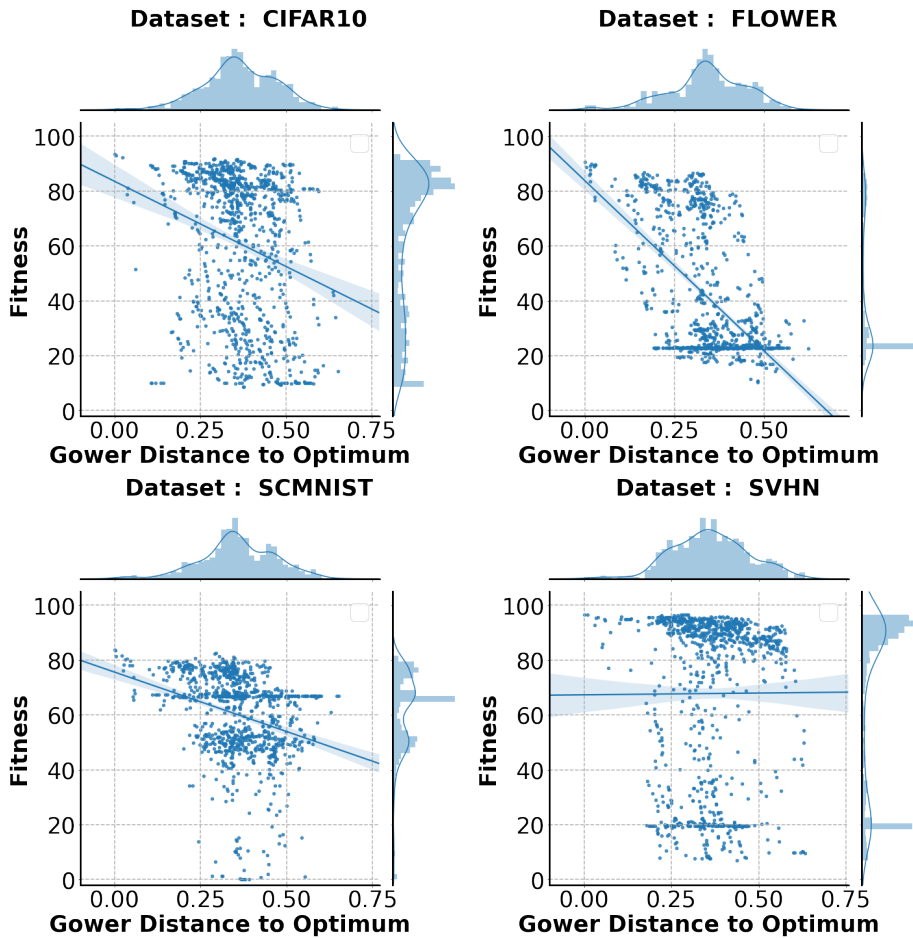 Dataset :  CIFAR10
Dataset :  FLOWER
100
80
60
40
20
0
Fitness
0.00 0.25 0.50 0.75
Gower Distance to Optimum
100
80
60
40
20
0
Fitness
0.00 0.25 0.50
Gower Distance to Optimum
Dataset :  SCMNIST
Dataset :  SVHN
100
80
60
40
20
0
Fitness
0.00 0.25 0.50 0.75
Gower Distance to Optimum
100
80
60
40
20
0
Fitness
0.00 0.25 0.50 0.75
Gower Distance to Optimum